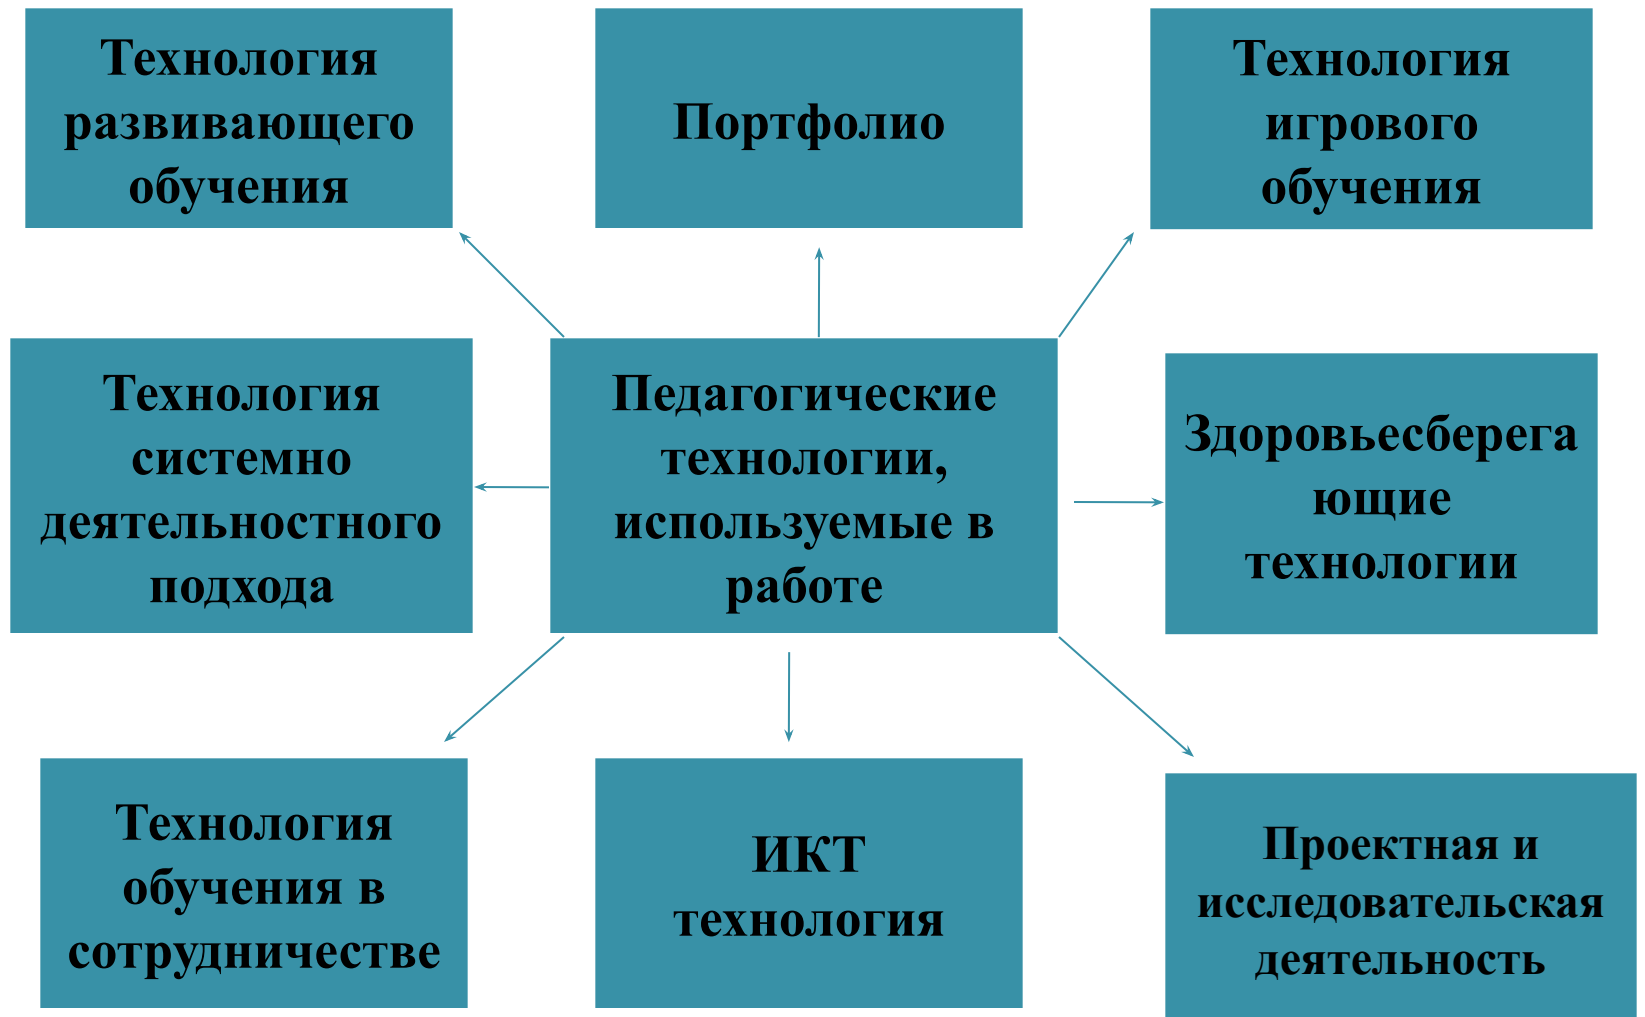 Технология
развивающего
обучения
Портфолио
Технология
игрового
обучения
Технология
системно
деятельностного
подхода
Педагогические
технологии,
используемые в
работе
Здоровьесберега
ющие
технологии
Технология
обучения в
сотрудничестве
ИКТ
технология
Проектная и
исследовательская
деятельность